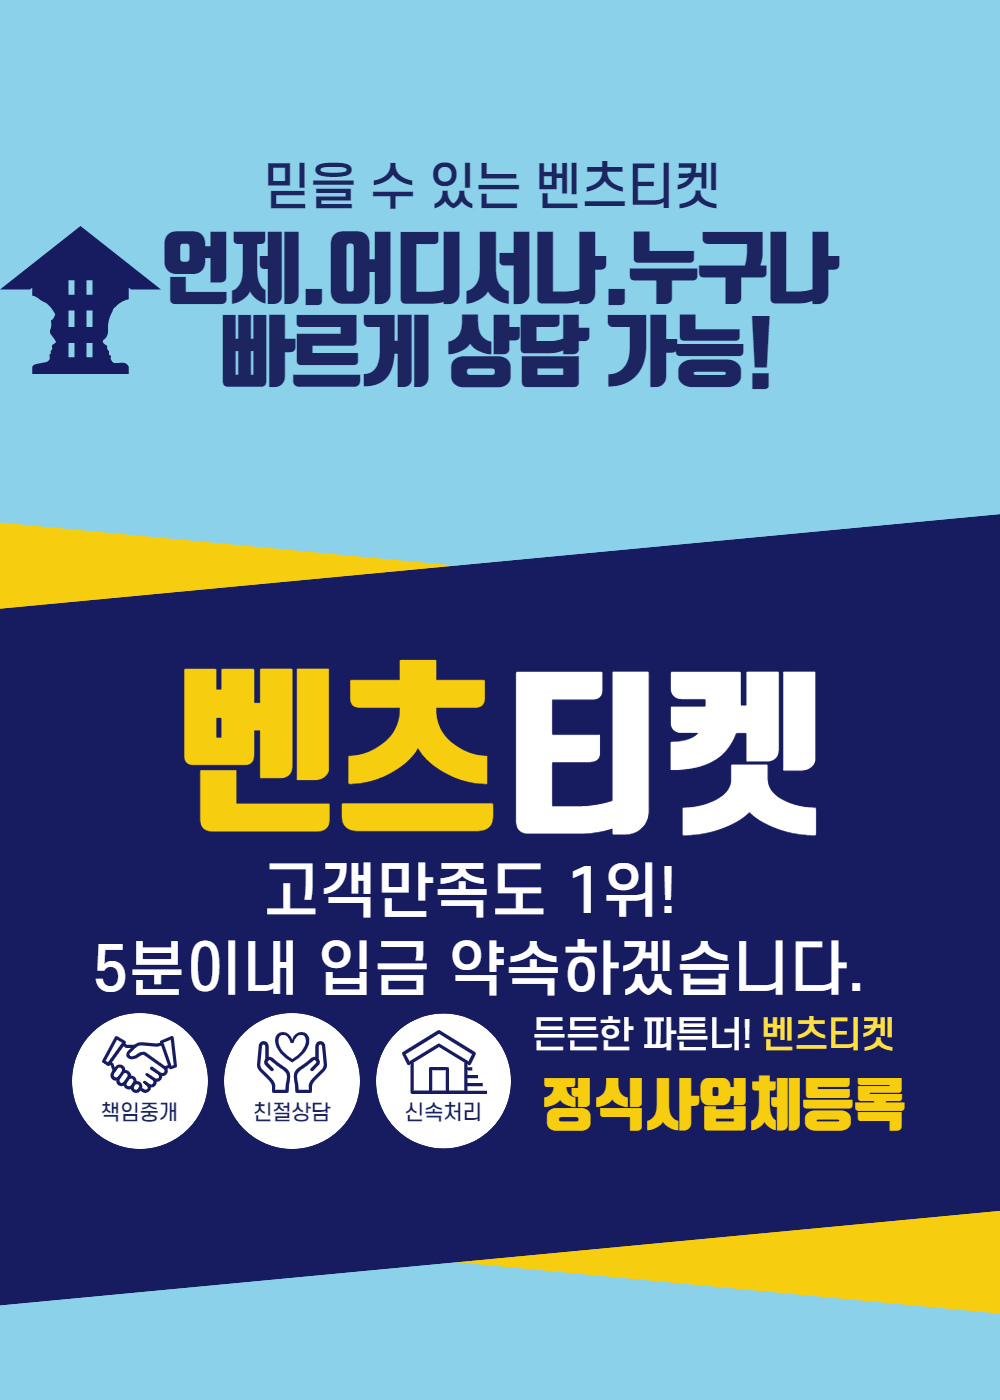 믿을 수 있는 벤츠티켓
언제.어디서나.누구나
빠르게 상담 가능!
벤츠티켓
고객만족도 1위!
5분이내 입금 약속하겠습니다.
든든한 파튼너! 벤츠티켓
정식사업체등록
책임중개
친절상담
신속처리